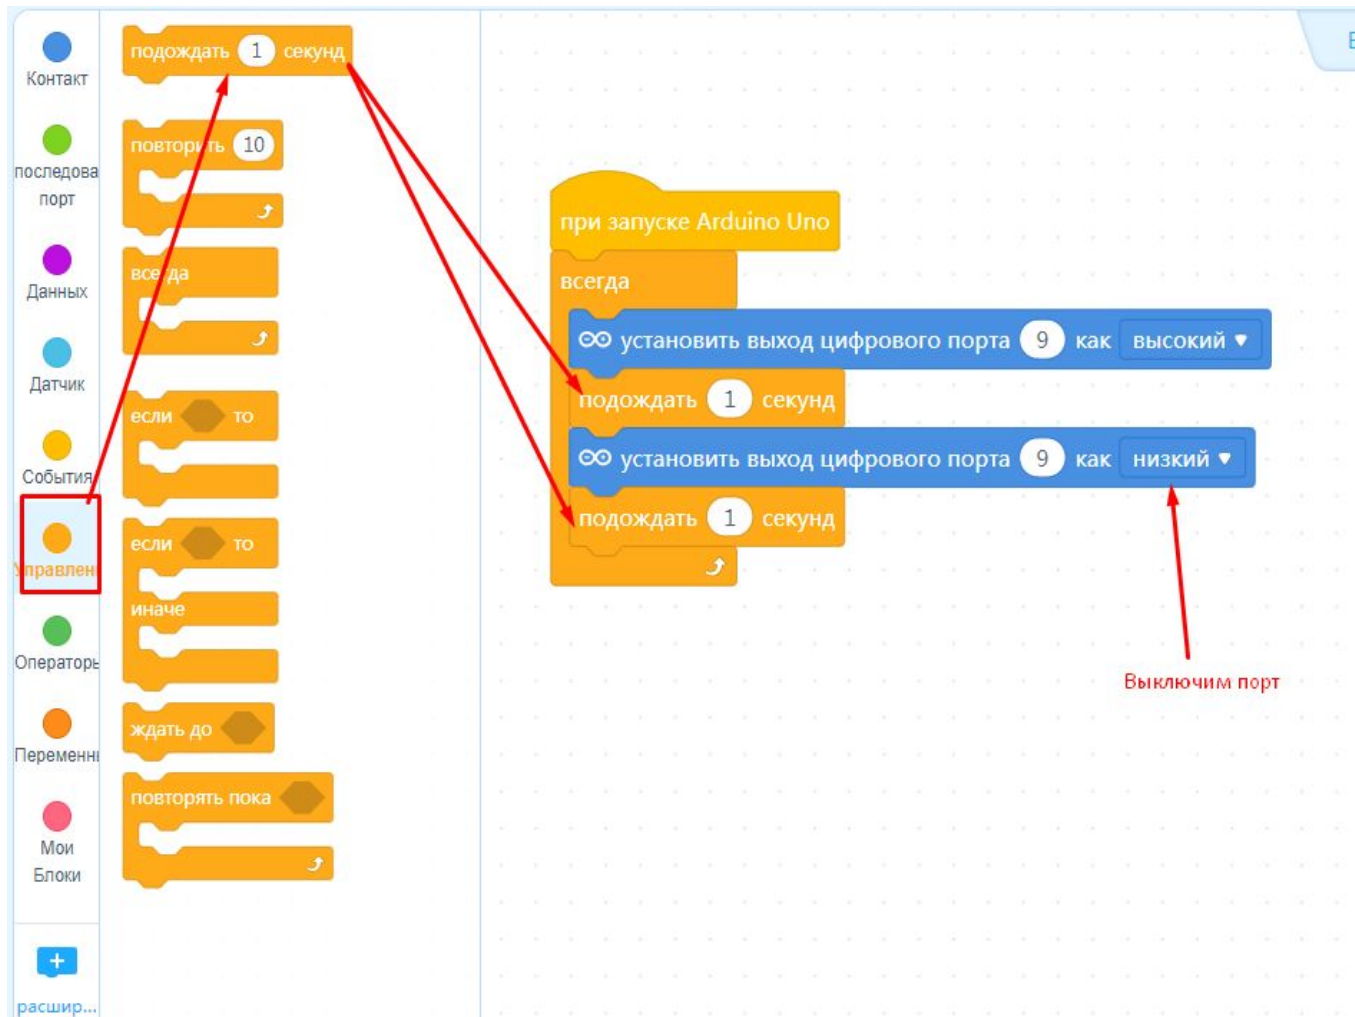 Контакт
последова
порт
Данных
Датчик
События
Управлен
Операторь
Переменн
Мои
Блоки
расшир...
подождать 1 секунд
повторить 10
всегда
если то
если то
иначе
ждать до
повторять пока
при запуске Arduino Uno
всегда
установить выход цифрового порта 9 как высокий
подождать 1 секунд
установить выход цифрового порта 9 как низкий
подождать 1 секунд
Выключим порт